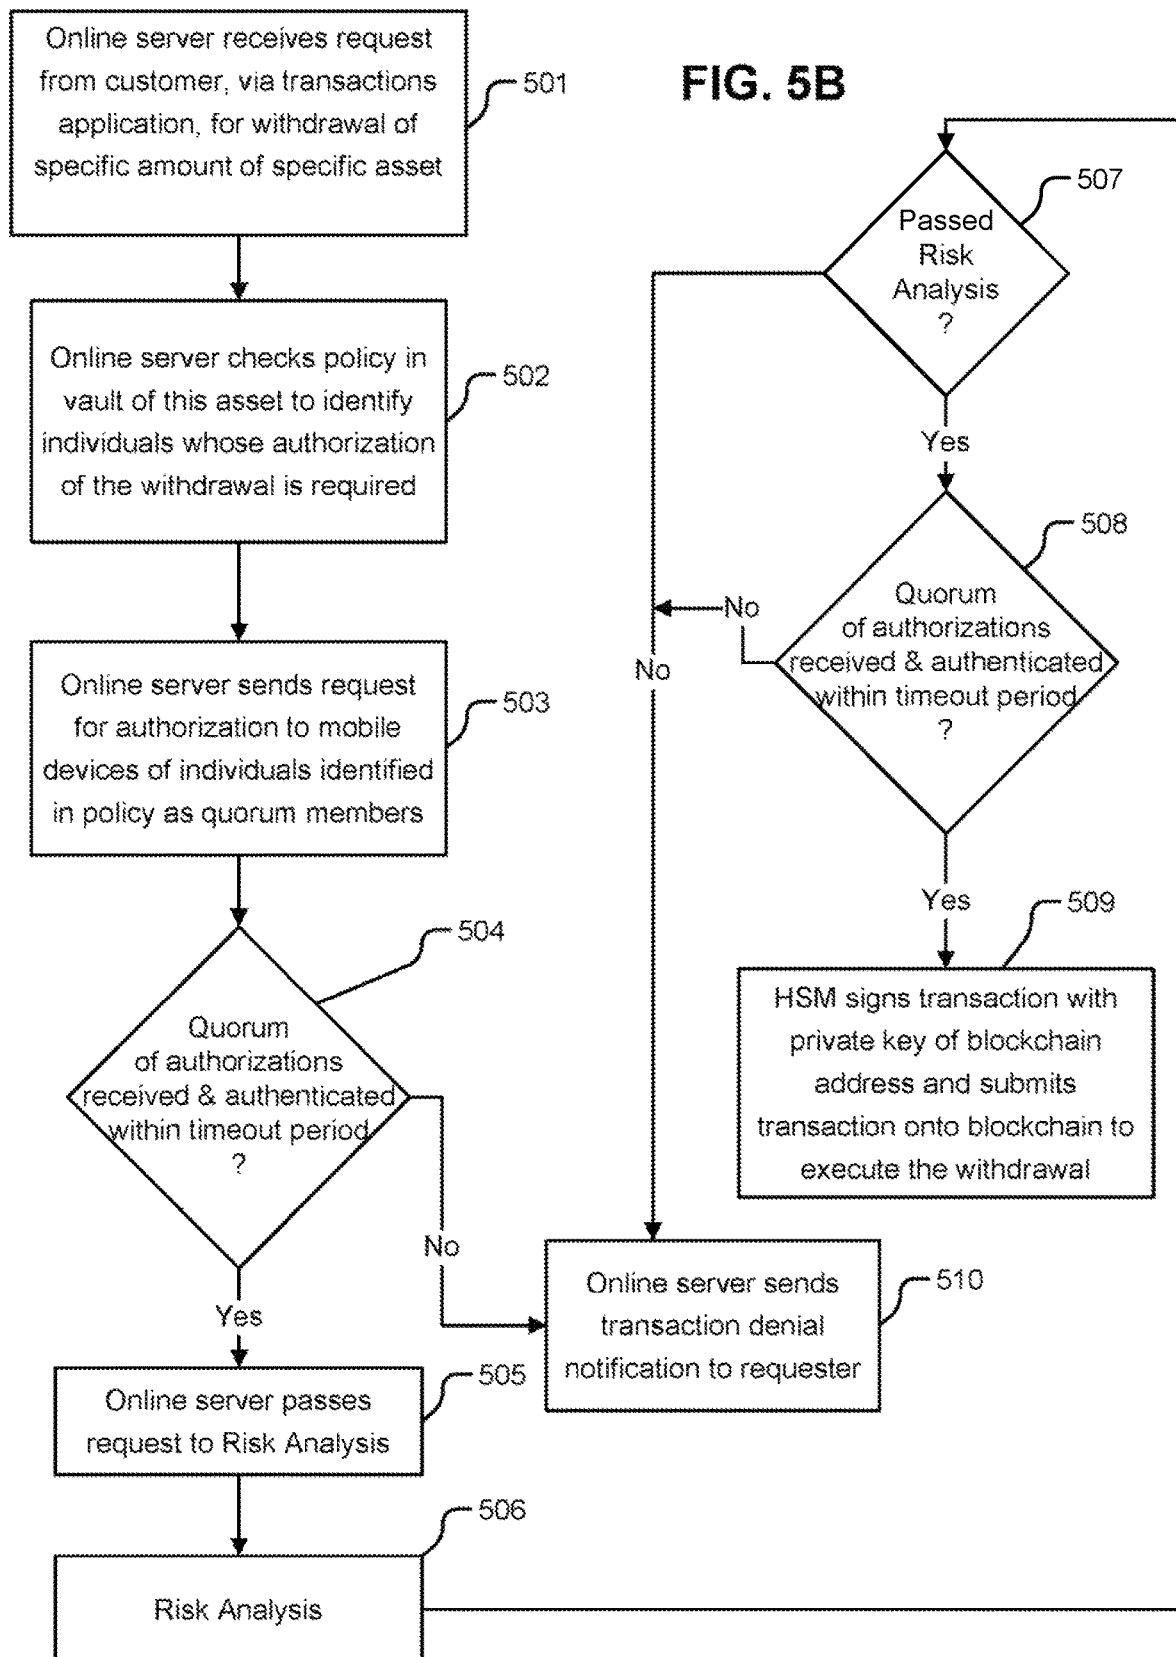 FIG. 5B
Online server receives request
from customer, via transactions
application, for withdrawal of
specific amount of specific asset
501
Online server checks policy in
vault of this asset to identify
individuals whose authorization
of the withdrawal is required
502
Online server sends request
for authorization to mobile
devices of individuals identified
in policy as quorum members
503
Quorum
of authorizations
received & authenticated
within timeout period
?
504
No
Yes
Online server passes
request to Risk Analysis
505
Risk Analysis
506
Passed
Risk
Analysis
?
507
No
Yes
Quorum
of authorizations
received & authenticated
within timeout period
?
508
No
Yes
HSM signs transaction with
private key of blockchain
address and submits
transaction onto blockchain to
execute the withdrawal
509
Online server sends
transaction denial
notification to requester
510